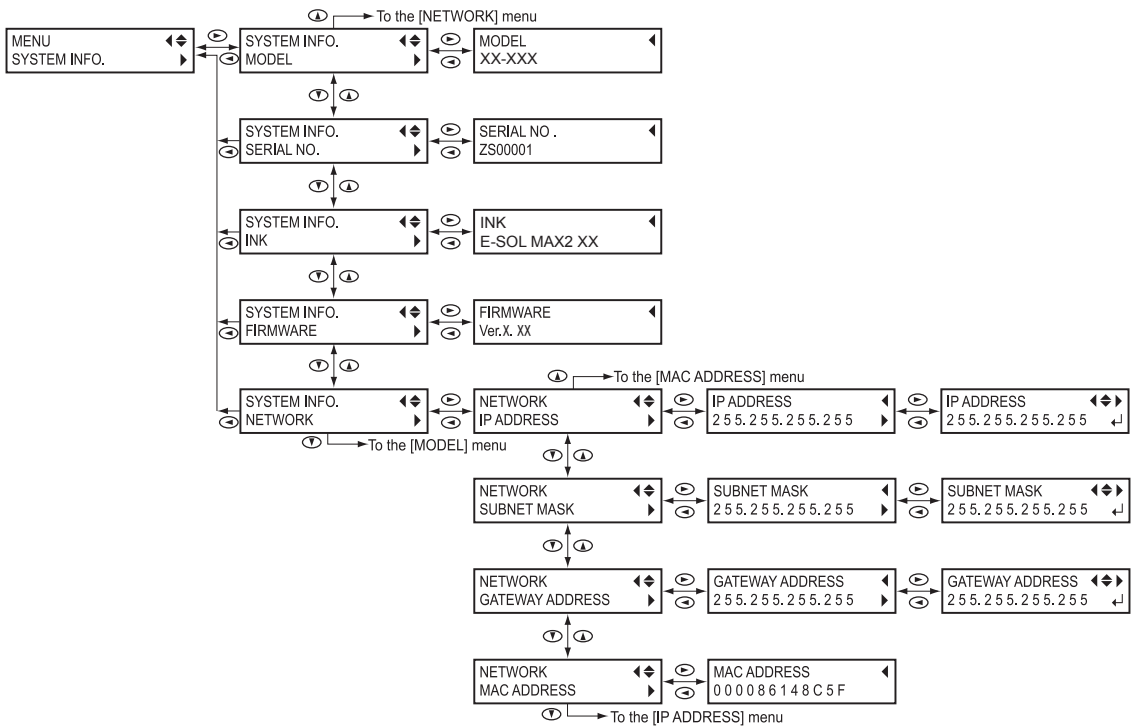 To the [NETWORK] menu
MENU
SYSTEM INFO.
SYSTEM INFO.
MODEL
MODEL
XX-XXX
SYSTEM INFO.
SERIAL NO.
SERIAL NO .
ZS00001
SYSTEM INFO.
INK
INK
E-SOL MAX2 XX
SYSTEM INFO.
FIRMWARE
FIRMWARE
Ver.X. XX
To the [MAC ADDRESS] menu
SYSTEM INFO.
NETWORK
NETWORK
IP ADDRESS
IP ADDRESS
255.255.255.255
IP ADDRESS
255.255.255.255
To the [MODEL] menu
NETWORK
SUBNET MASK
SUBNET MASK
255.255.255.255
SUBNET MASK
255.255.255.255
NETWORK
GATEWAY ADDRESS
GATEWAY ADDRESS
255.255.255.255
GATEWAY ADDRESS
255.255.255.255
NETWORK
MAC ADDRESS
MAC ADDRESS
000086148C5F
To the [IP ADDRESS] menu